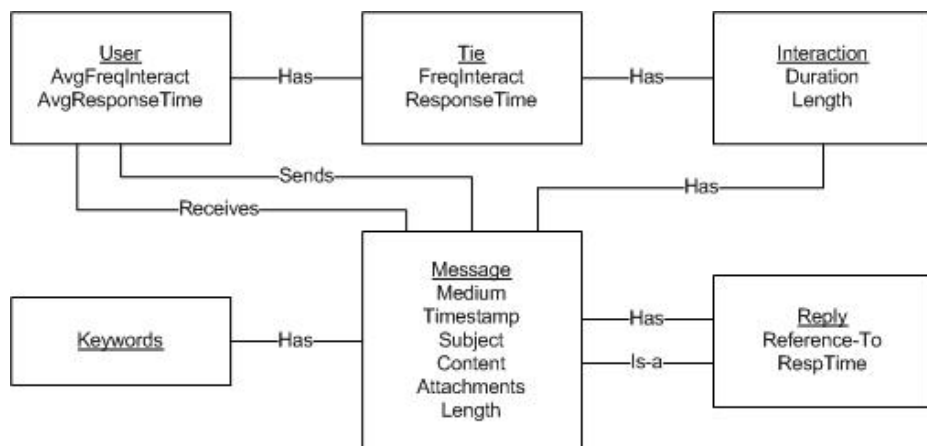 User
AvgFreqInteract
AvgResponseTime
Has
Tie
FreqInteract
ResponseTime
Has
Interaction
Duration
Length
Sends
Receives
Has
Keywords
Has
Message
Medium
Timestamp
Subject
Content
Attachments
Length
Has
Is-a
Reply
Reference-To
RespTime